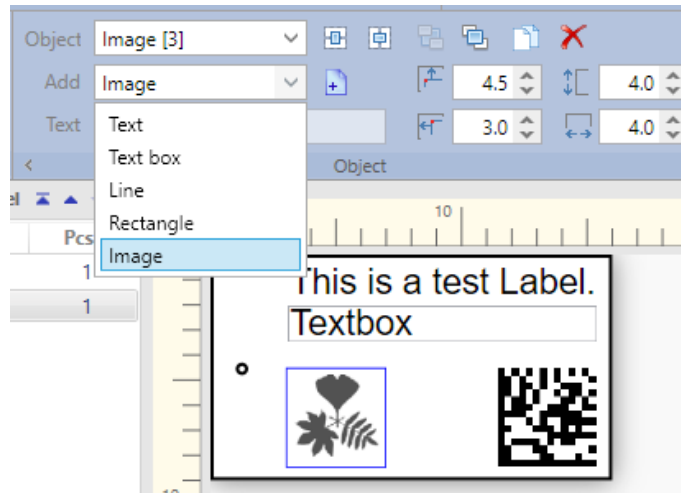 Object Image [3]
Add Image 4.5 4.0
Text 3.0 4.0
Text
Text box
Line
Rectangle
Image
Object
Pcs
10
1
1
This is a test Label.
Textbox